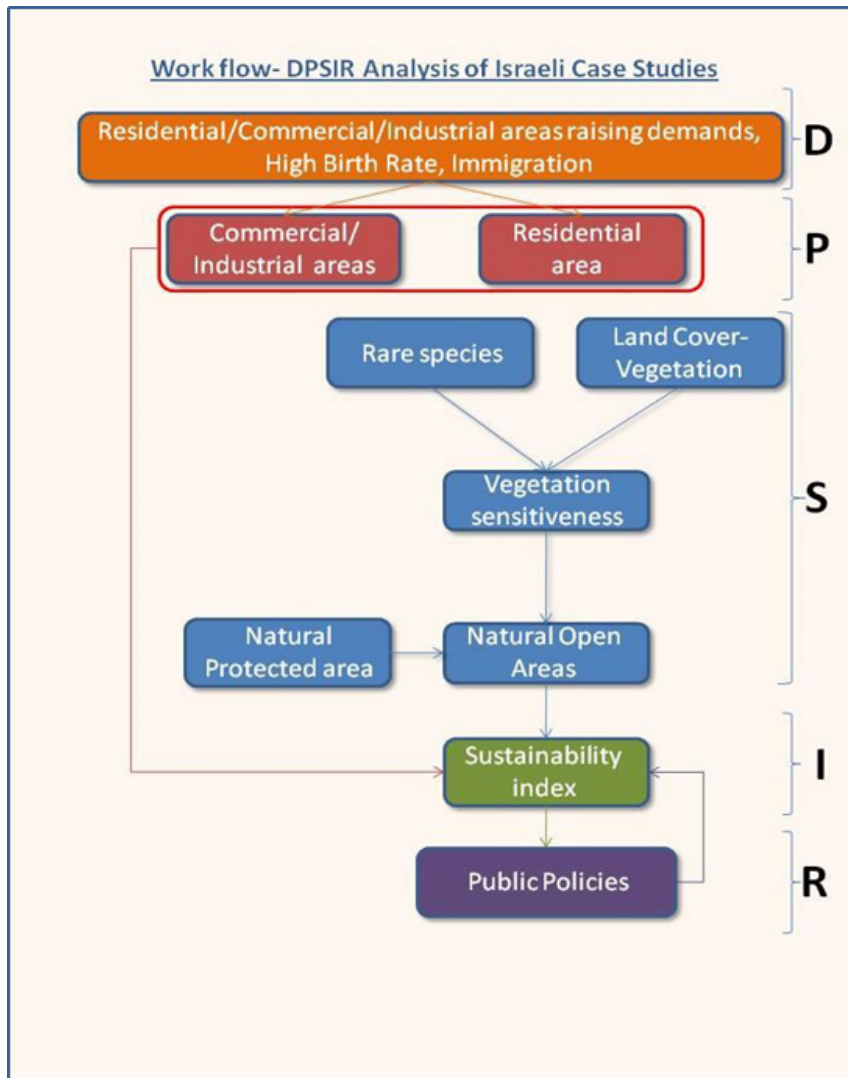 Work flow- DPSIR Analysis of Israeli Case Studies
Residential/Commercial/Industrial areas raising demands,
High Birth Rate, Immigration
D
Commercial/
Industrial areas
Residential
area
P
Rare species
Land Cover-
Vegetation
Vegetation
sensitiveness
S
Natural
Protected area
Natural Open
Areas
Sustainability
index
I
Public Policies
R